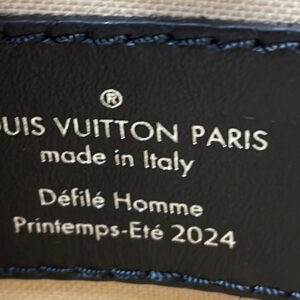 ®
OUIS VUITTON PARIS
made in Italy
Défilé Homme
Printemps-Eté 2024